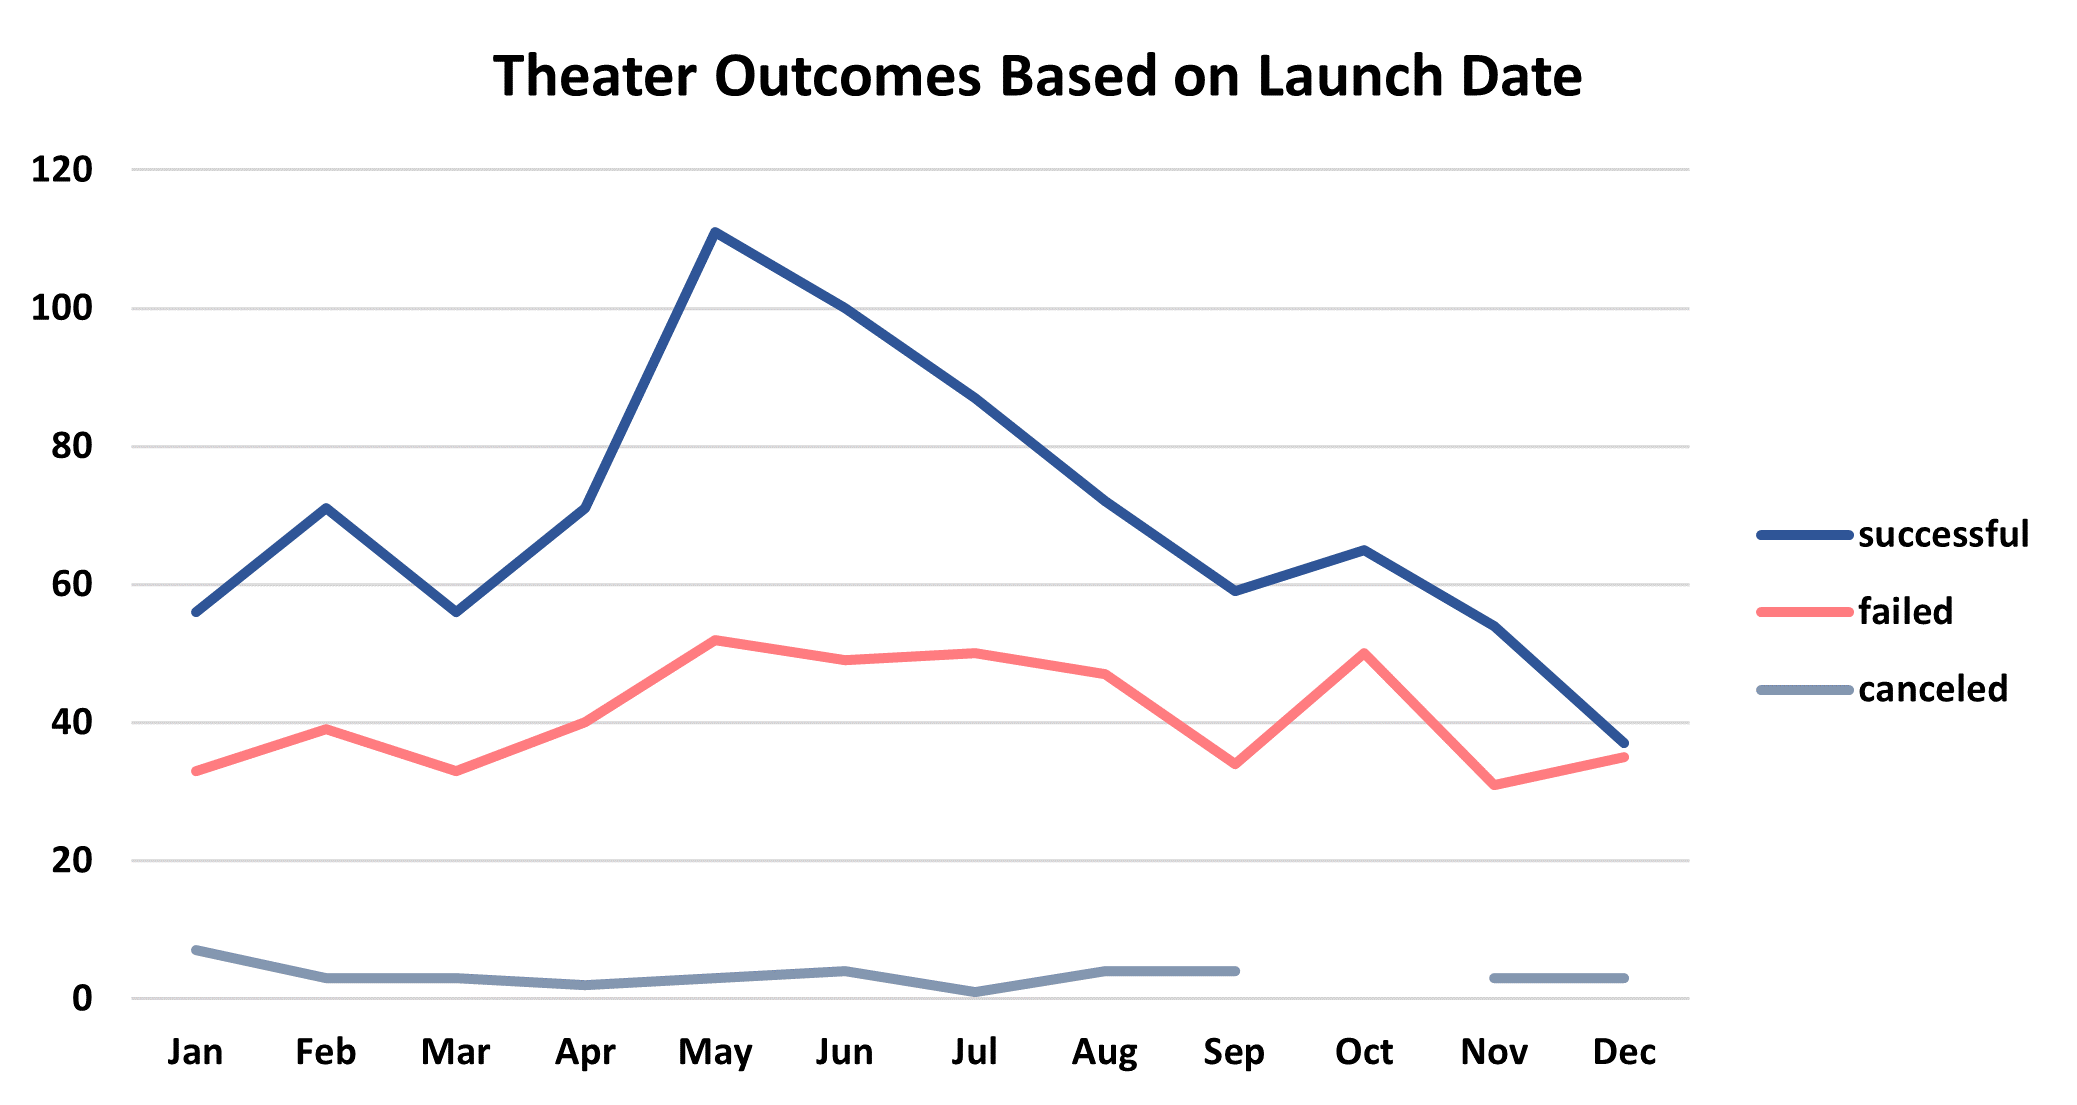 Theater Outcomes Based on Launch Date
120
100
80
60
40
20
0
Jan Feb Mar Apr May Jun Jul Aug Sep Oct Nov Dec
successful
failed
canceled